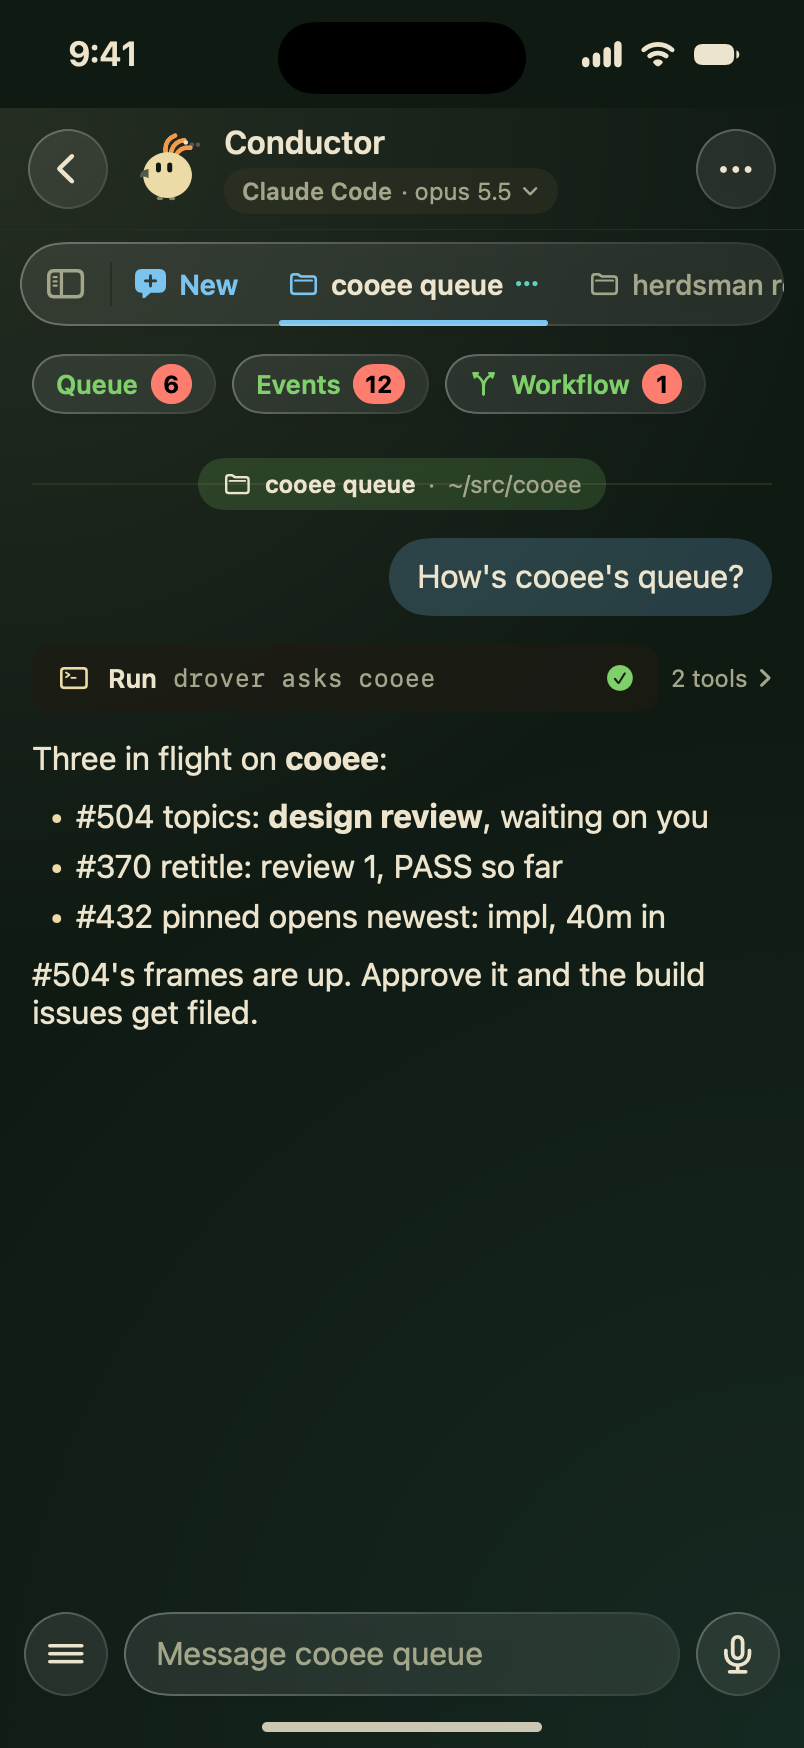 9:41
Conductor
Claude Code · opus 5.5
New
cooee queue
herdsman r
Queue 6
Events 12
Workflow 1
cooee queue · ~/src/cooee
How's cooee's queue?
Run drover asks cooee
2 tools
Three in flight on cooee:
• #504 topics: design review, waiting on you
• #370 retitle: review 1, PASS so far
• #432 pinned opens newest: impl, 40m in
#504's frames are up. Approve it and the build
issues get filed.
Message cooee queue